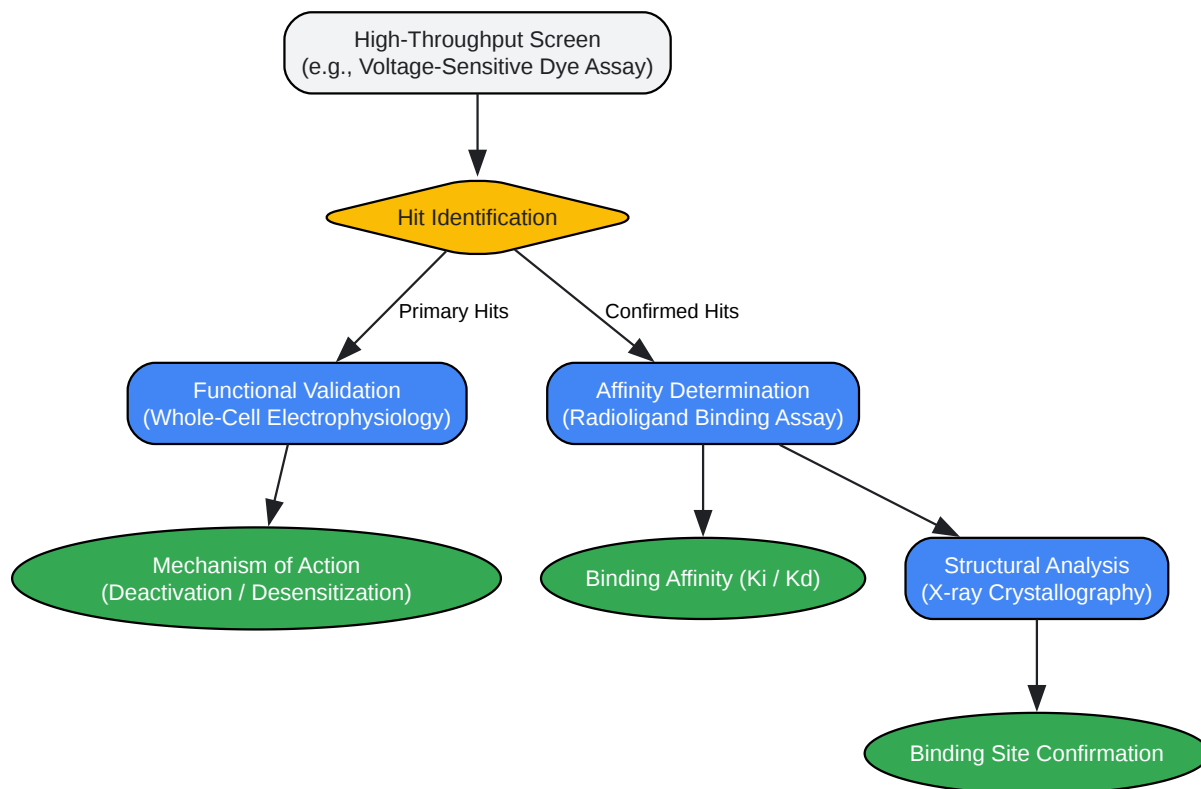 High-Throughput Screen
(e.g., Voltage-Sensitive Dye Assay)
Hit Identification
Primary Hits
Confirmed Hits
Functional Validation
(Whole-Cell Electrophysiology)
Affinity Determination
(Radioligand Binding Assay)
Mechanism of Action
(Deactivation / Desensitization)
Binding Affinity (Ki / Kd)
Structural Analysis
(X-ray Crystallography)
Binding Site Confirmation